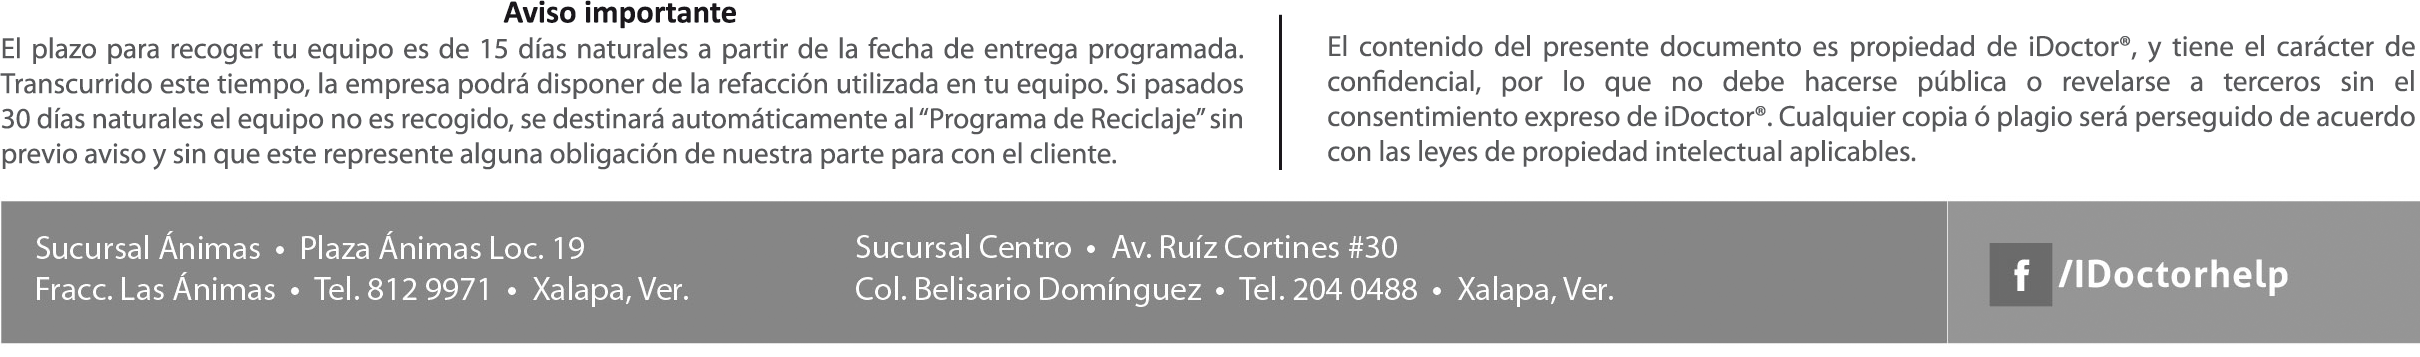 Aviso importante
El plazo para recoger tu equipo es de 15 días naturales a partir de la fecha de entrega programada.
Transcurrido este tiempo, la empresa podrá disponer de la refacción utilizada en tu equipo. Si pasados
30 días naturales el equipo no es recogido, se destinará automáticamente al “Programa de Reciclaje” sin
previo aviso y sin que este represente alguna obligación de nuestra parte para con el cliente.
El contenido del presente documento es propiedad de iDoctor®, y tiene el carácter de
confidencial, por lo que no debe hacerse pública o revelarse a terceros sin el
consentimiento expreso de iDoctor®. Cualquier copia ó plagio será perseguido de acuerdo
con las leyes de propiedad intelectual aplicables.
Sucursal Ánimas • Plaza Ánimas Loc. 19
Fracc. Las Ánimas • Tel. 812 9971 • Xalapa, Ver.
Sucursal Centro • Av. Ruíz Cortines #30
Col. Belisario Domínguez • Tel. 204 0488 • Xalapa, Ver.
f /IDoctorhelp